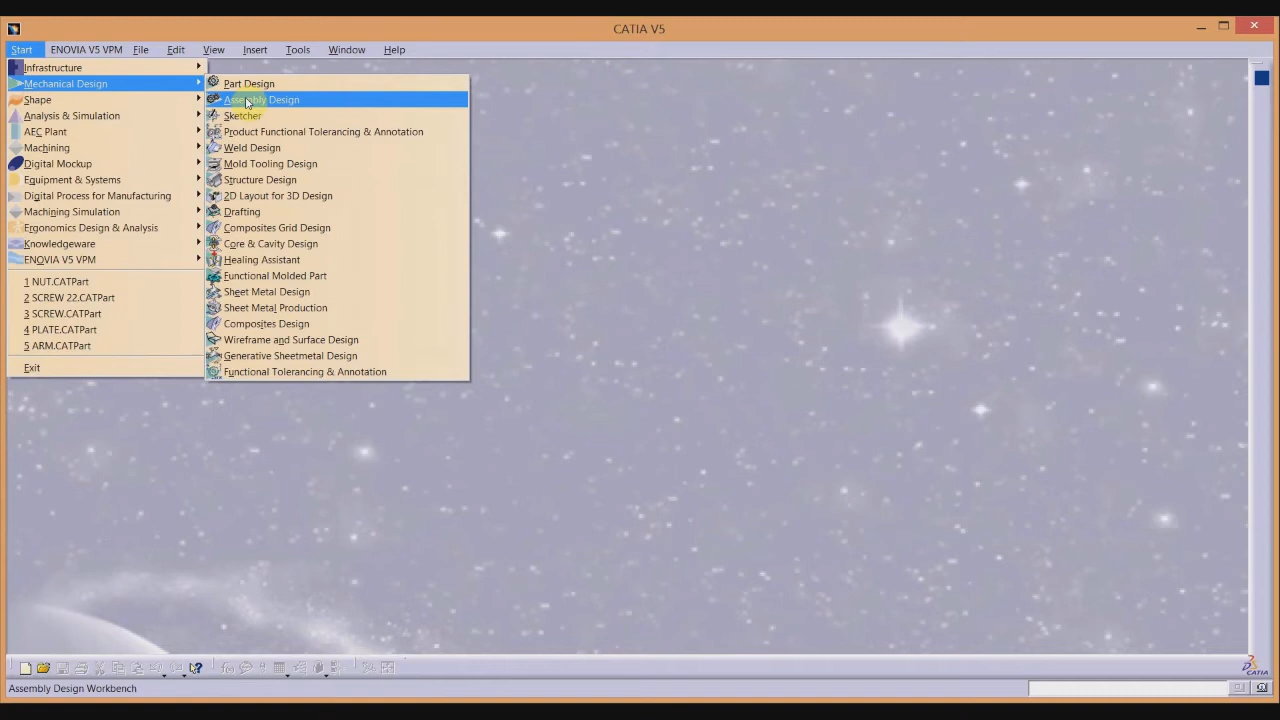 CATIA V5
Start ENOVIA V5 VPM File Edit View Insert Tools Window Help
Infrastructure
Mechanical Design
Shape
Analysis & Simulation
AEC Plant
Machining
Digital Mockup
Equipment & Systems
Digital Process for Manufacturing
Machining Simulation
Ergonomics Design & Analysis
Knowledgeware
ENOVIA V5 VPM
1 NUT.CATPart
2 SCREW 22.CATPart
3 SCREW.CATPart
4 PLATE.CATPart
5 ARM.CATPart
Exit
Part Design
Assembly Design
Sketcher
Product Functional Tolerancing & Annotation
Weld Design
Mold Tooling Design
Structure Design
2D Layout for 3D Design
Drafting
Composites Grid Design
Core & Cavity Design
Healing Assistant
Functional Molded Part
Sheet Metal Design
Sheet Metal Production
Composites Design
Wireframe and Surface Design
Generative Sheetmetal Design
Functional Tolerancing & Annotation
CATIA
Assembly Design Workbench